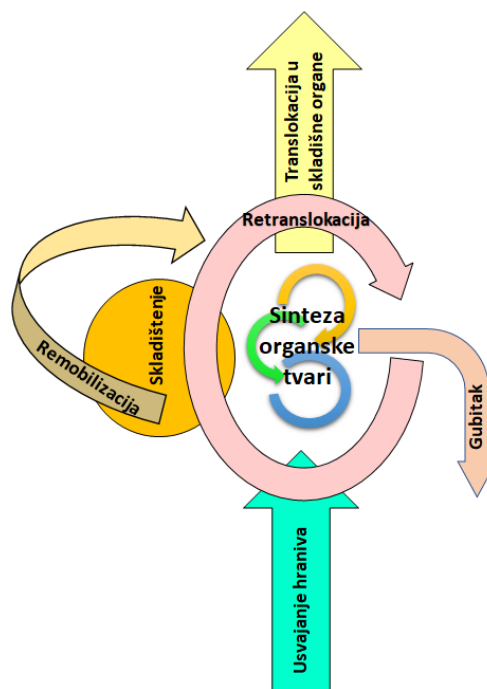 Translokacija u
skladišne organe
Retranslokacija
Skladištenje
Remobilizacija
Sinteza
organske
tvari
Gubitak
Usvajanje hraniva